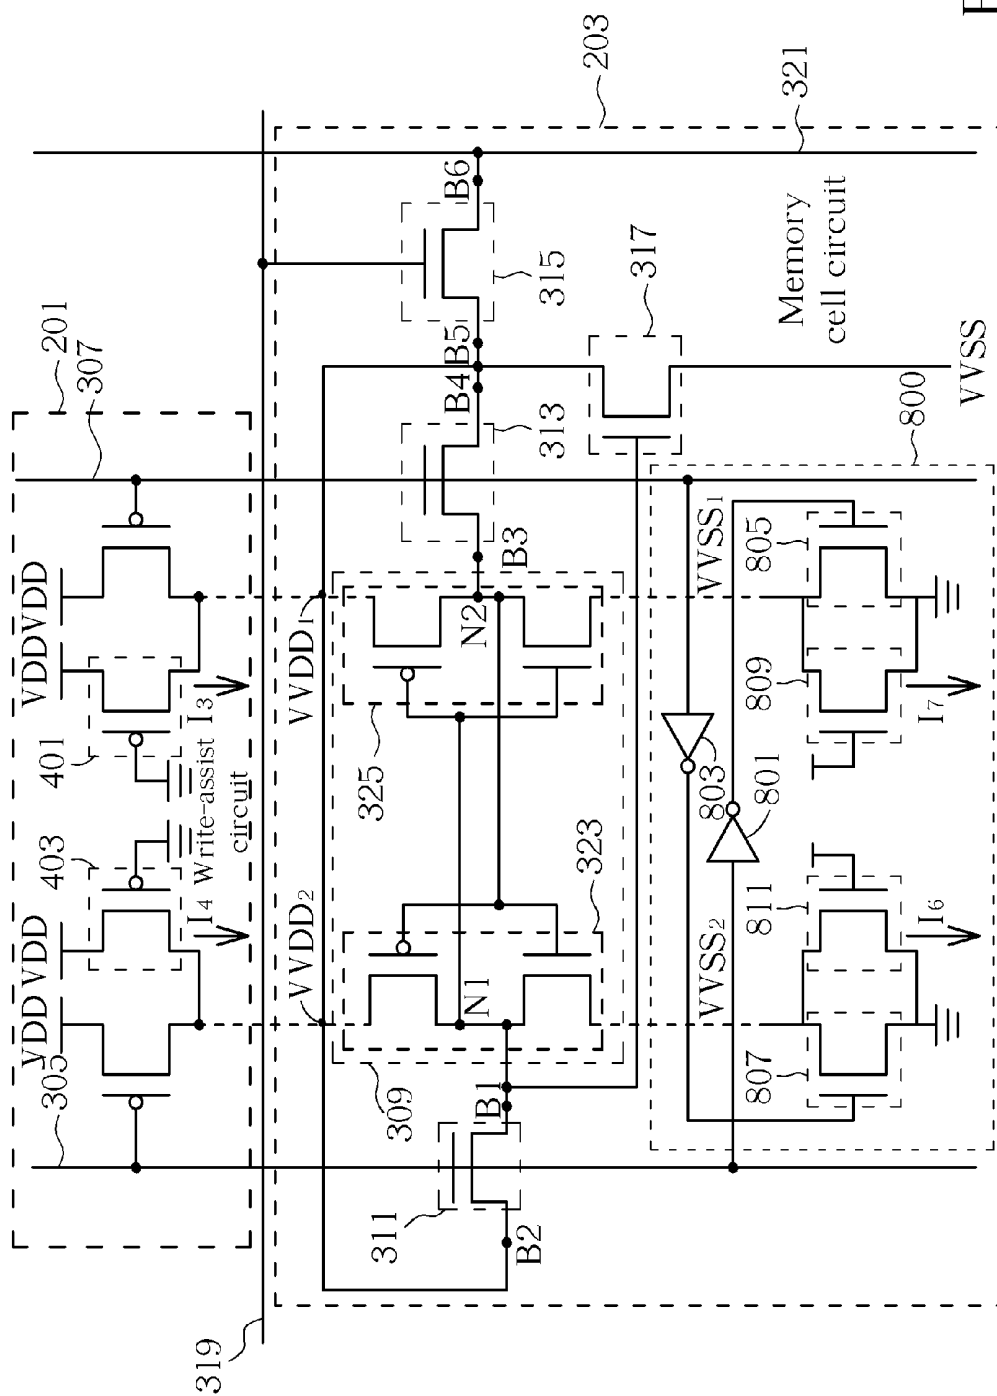 F
201
307
VDD
VDD
VDD
VDD
305
401
403
I3
I4
Write-assist
circuit
319
203
321
VVDD1
VVDD2
B6
315
B5
B4
313
B3
N2
325
N1
323
309
B1
311
B2
317
Memory
cell circuit
VVSS
800
VVSS1
805
809
I7
803
801
VVSS2
811
I6
807